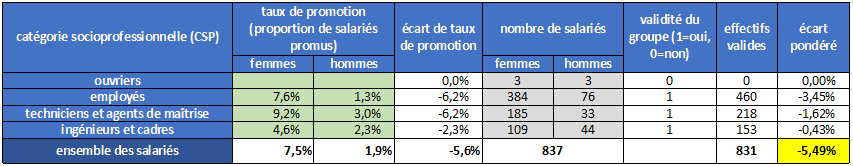 catégorie socioprofessionnelle (CSP) taux de promotion (proportion de salariés promus) écart de taux de promotion nombre de salariés validité du groupe (1=oui, 0=non) effectifs valides écart pondéré
femmes hommes femmes hommes
ouvriers 0,0% 3 3 0 0 0,00%
employés 7,6% 1,3% -6,2% 384 76 1 460 -3,45%
techniciens et agents de maîtrise 9,2% 3,0% -6,2% 185 33 1 218 -1,62%
ingénieurs et cadres 4,6% 2,3% -2,3% 109 44 1 153 -0,43%
ensemble des salariés 7,5% 1,9% -5,6% 837 831 -5,49%